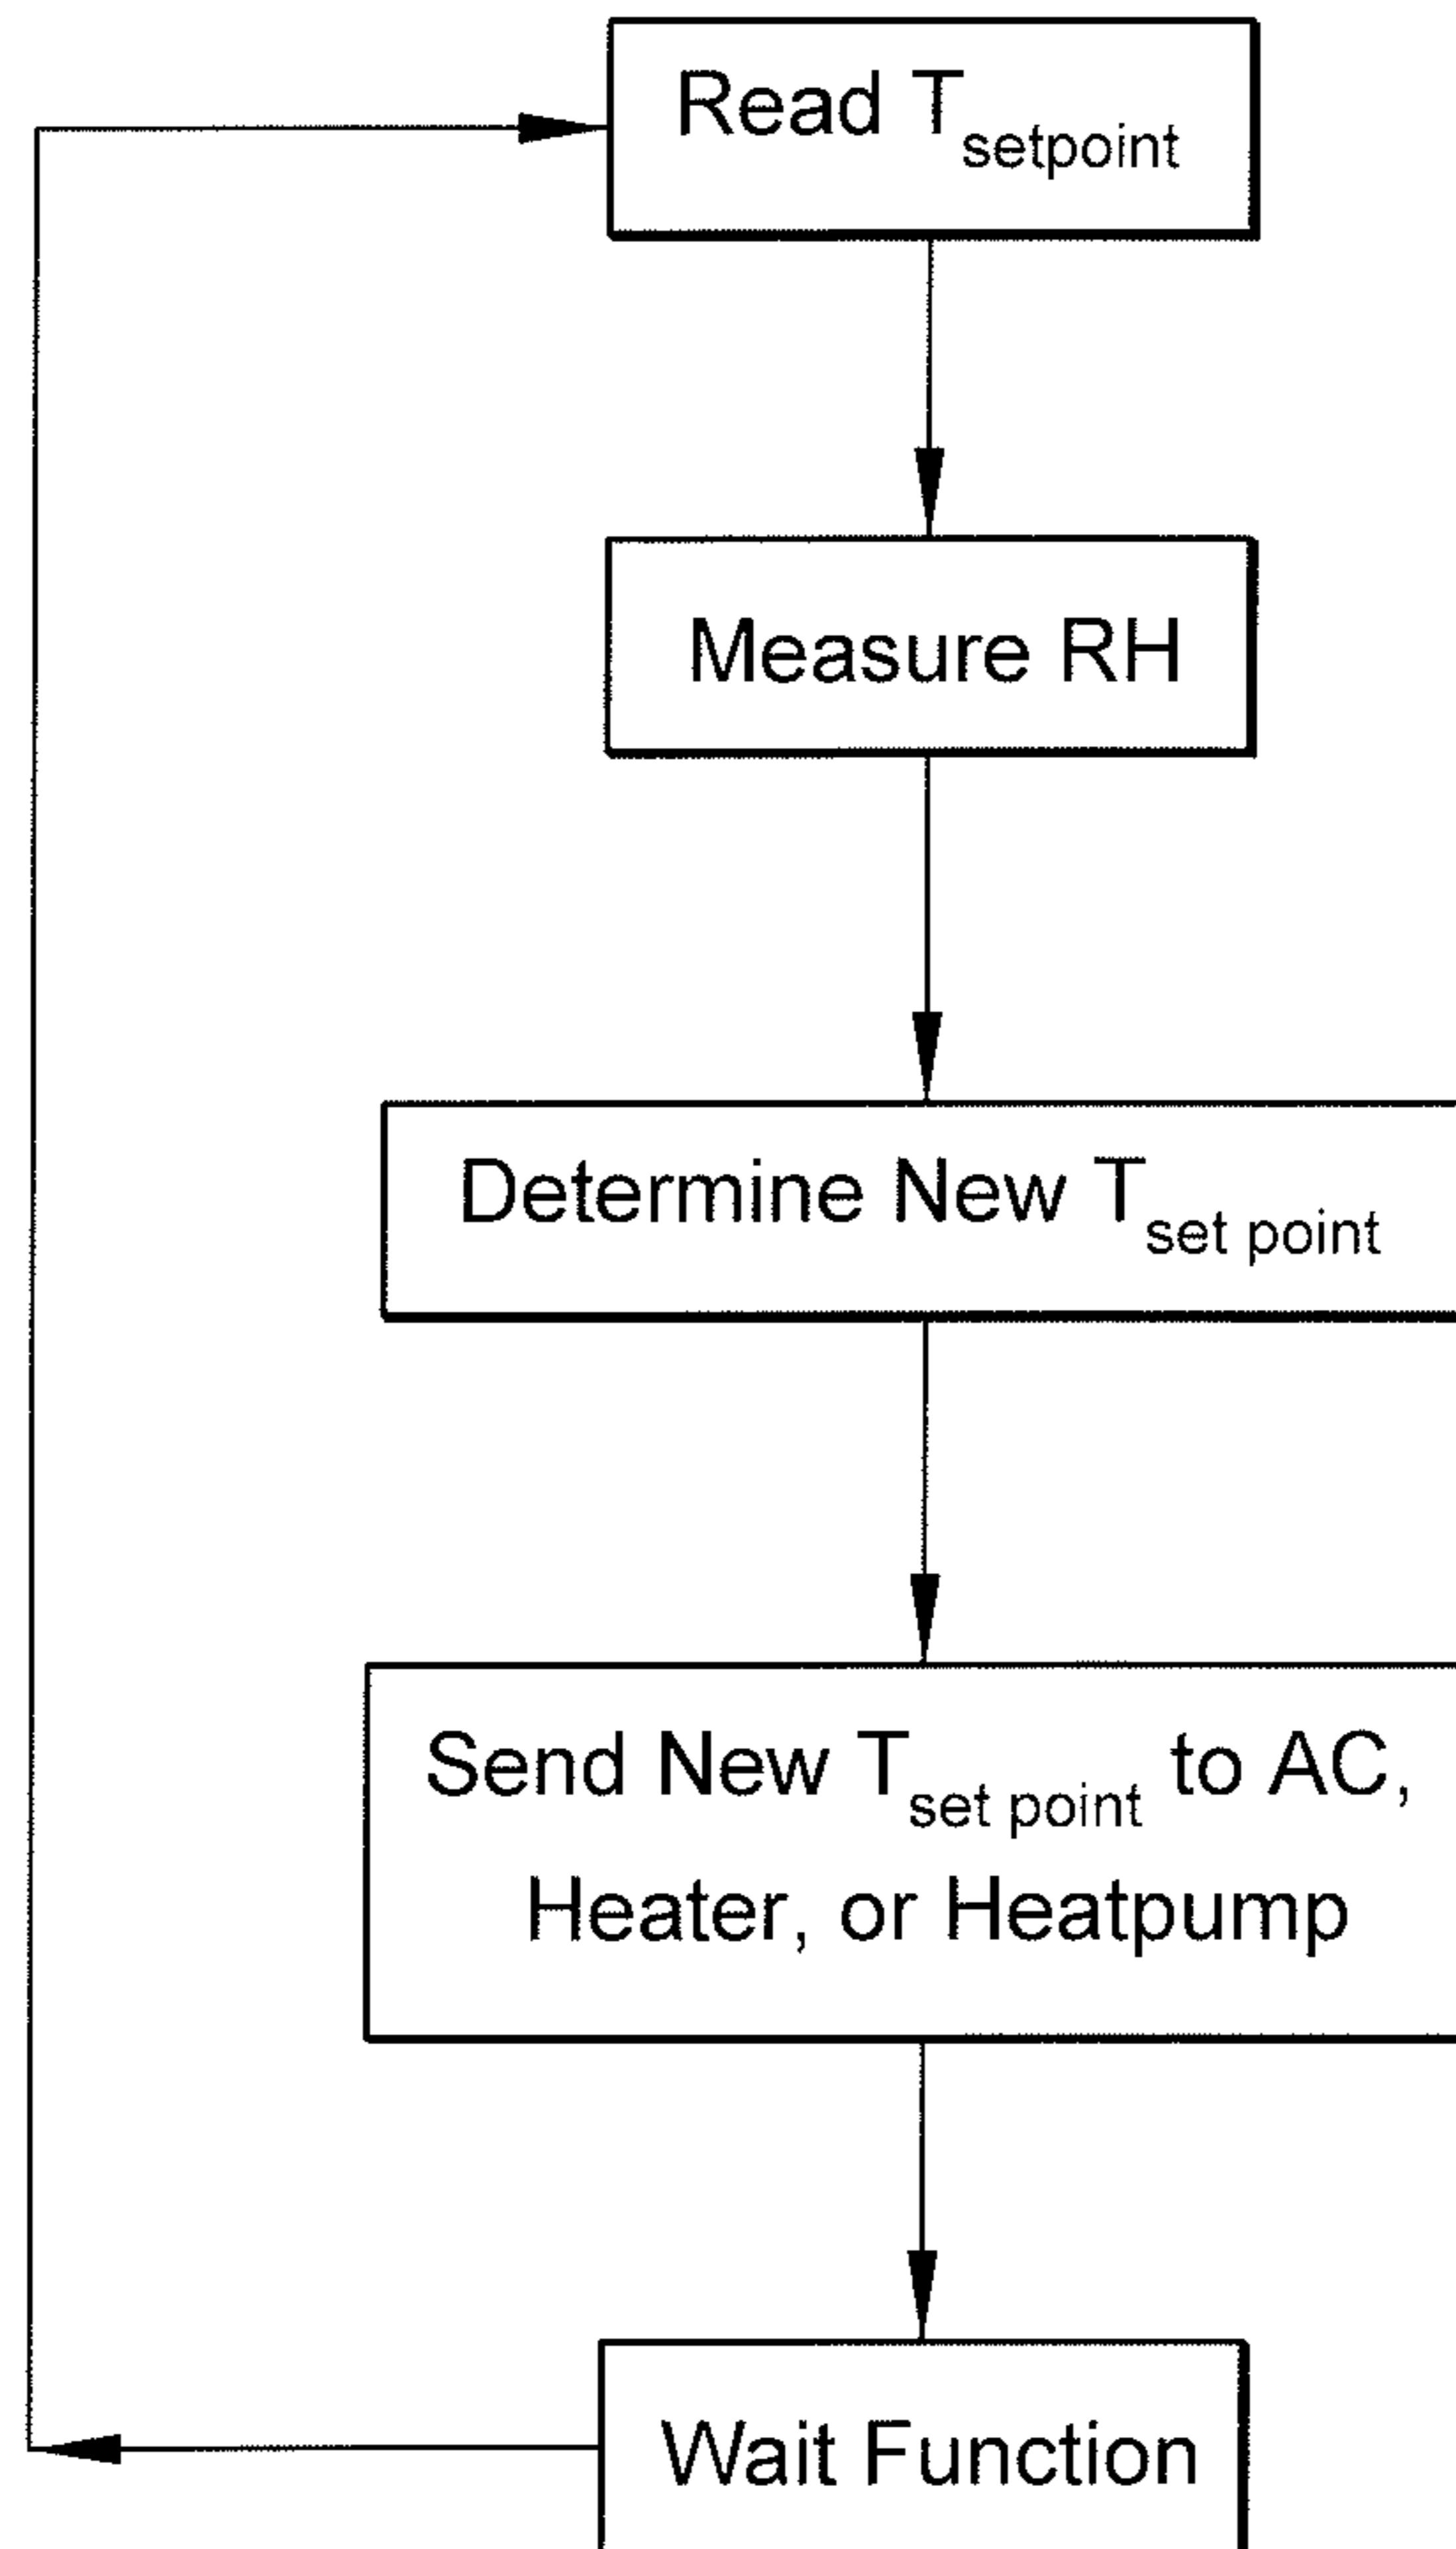 Read T setpoint
Measure RH
Determine New T set point
Send New T set point to AC,
Heater, or Heatpump
Wait Function